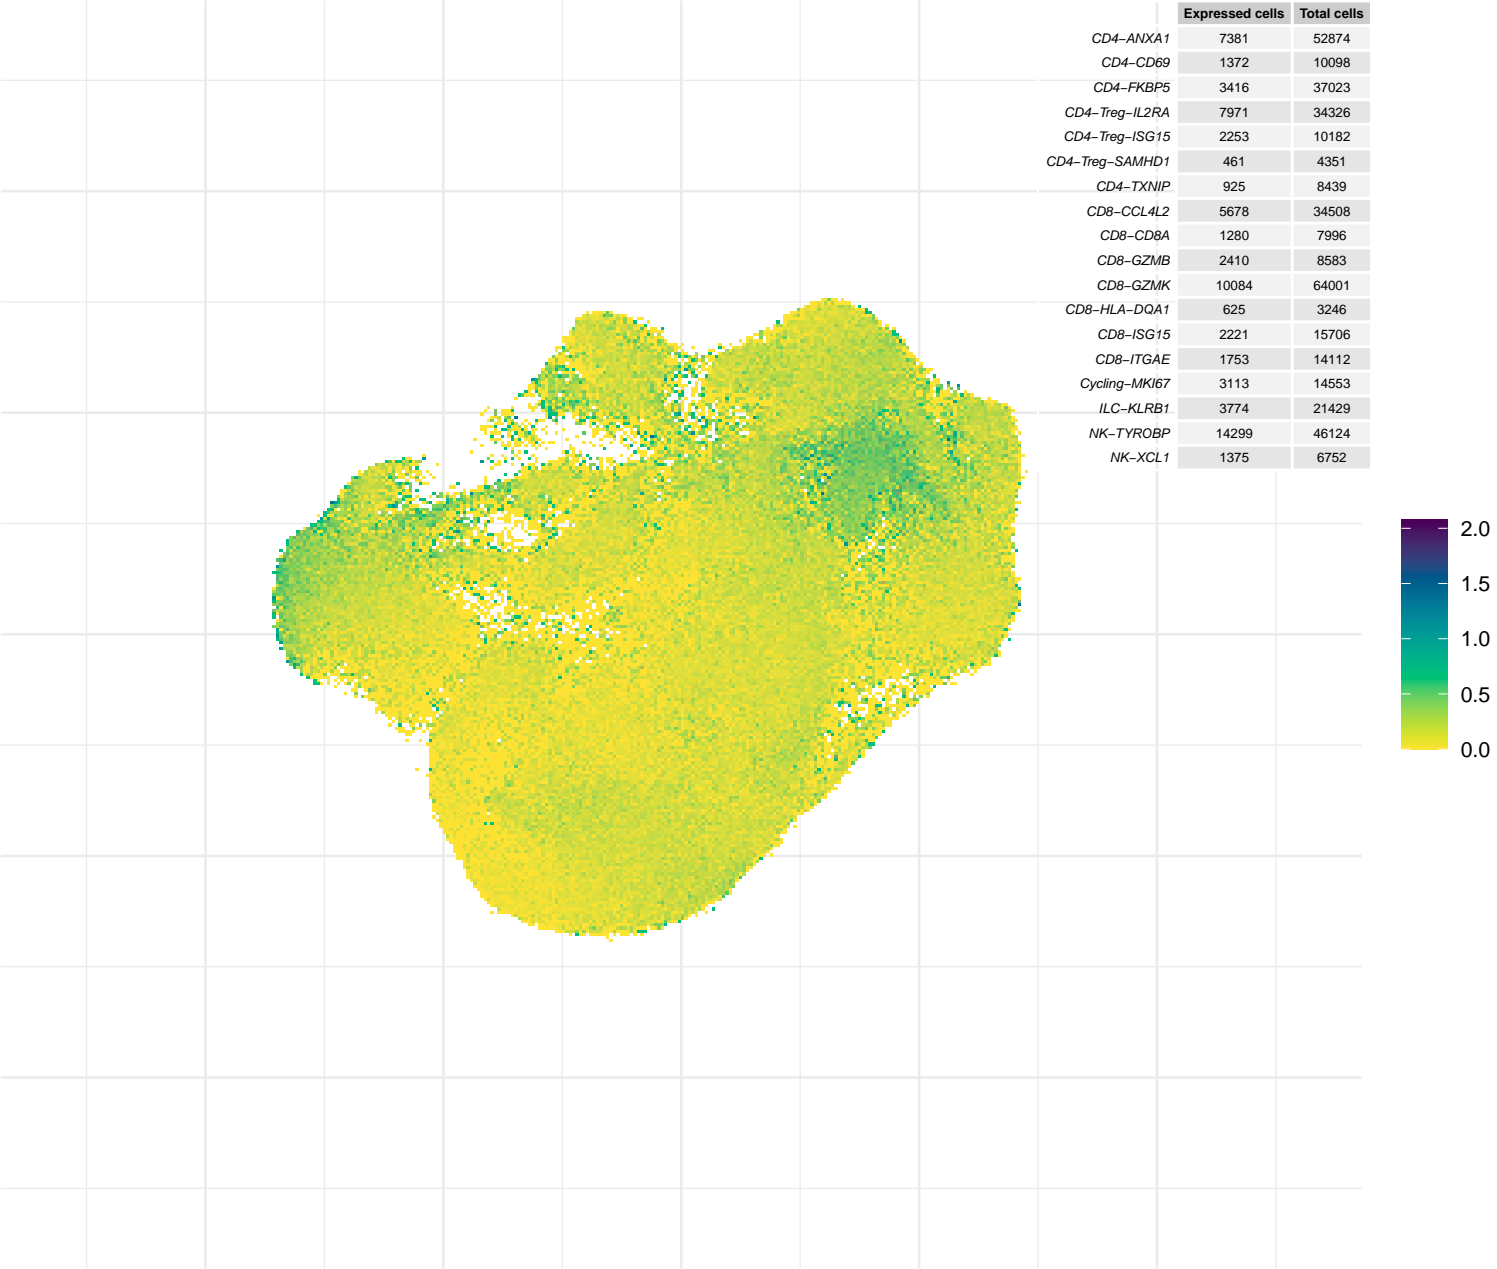 Expressed cells Total cells
CD4−ANXA1 7381 52874
CD4−CD69 1372 10098
CD4−FKBP5 3416 37023
CD4−Treg−IL2RA 7971 34326
CD4−Treg−ISG15 2253 10182
CD4−Treg−SAMHD1 461 4351
CD4−TXNIP 925 8439
CD8−CCL4L2 5678 34508
CD8−CD8A 1280 7996
CD8−GZMB 2410 8583
CD8−GZMK 10084 64001
CD8−HLA−DQA1 625 3246
CD8−ISG15 2221 15706
CD8−ITGAE 1753 14112
Cycling−MKI67 3113 14553
ILC−KLRB1 3774 21429
NK−TYROBP 14299 46124
NK−XCL1 1375 6752
2.0
1.5
1.0
0.5
0.0